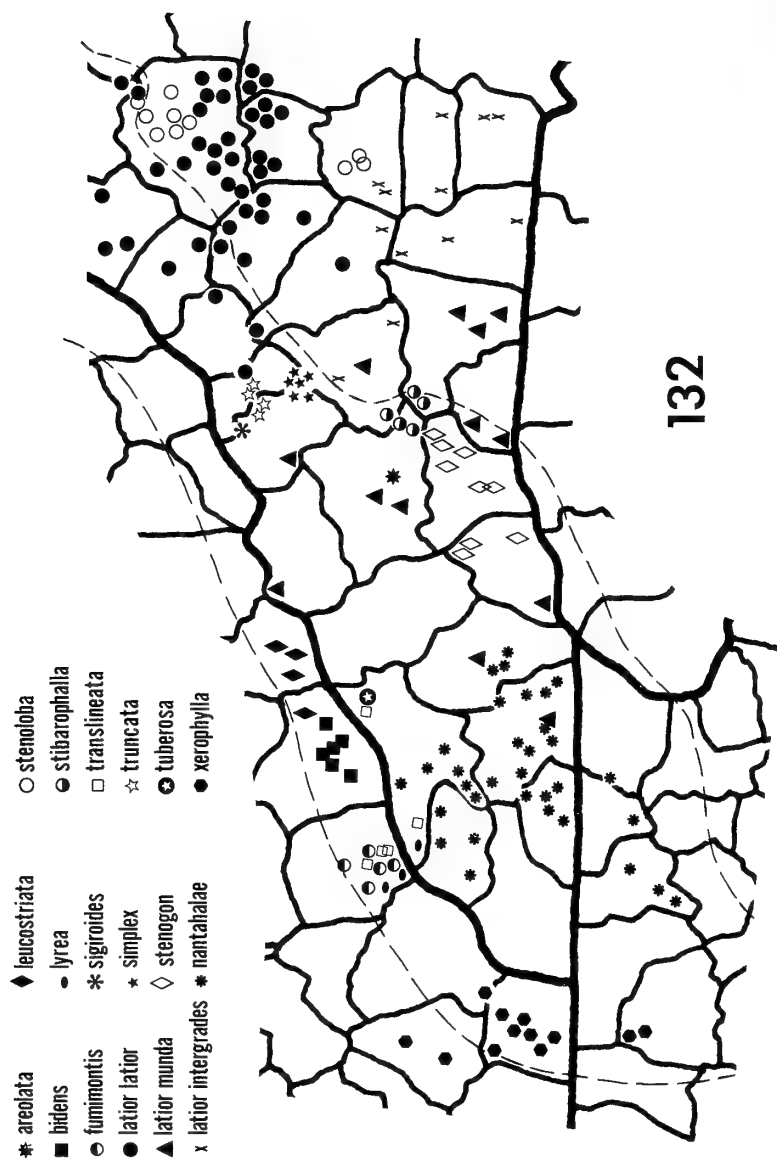 areolata
bidens
fumimontis
latior latior
latior munda
latior intergrades
leucostriata
lyrea
sigiroides
simplex
stenogon
nantahalae
stenoloba
stibarophalla
translineata
truncata
tuberosa
xerophylla
132